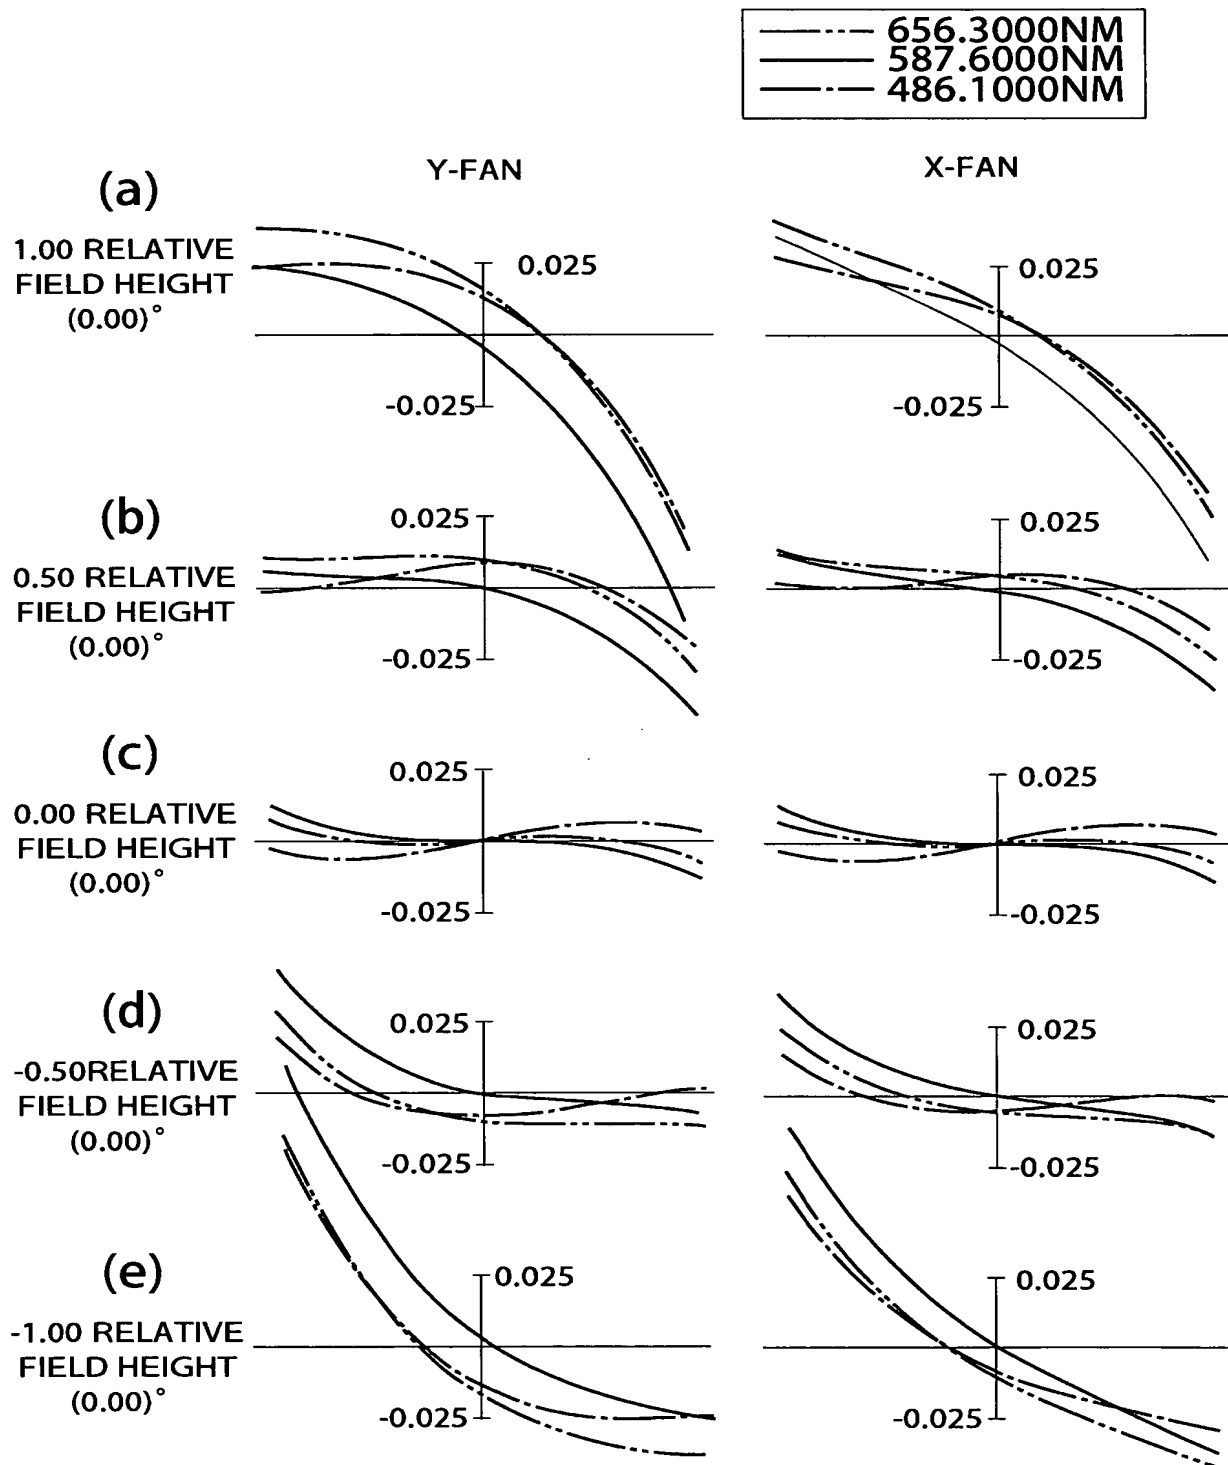 656.3000NM
587.6000NM
486.1000NM
Y-FAN
X-FAN
(a)
1.00 RELATIVE
FIELD HEIGHT
(0.00)°
0.025
-0.025
0.025
-0.025
(b)
0.50 RELATIVE
FIELD HEIGHT
(0.00)°
0.025
-0.025
0.025
-0.025
(c)
0.00 RELATIVE
FIELD HEIGHT
(0.00)°
0.025
-0.025
0.025
-0.025
(d)
-0.50RELATIVE
FIELD HEIGHT
(0.00)°
0.025
-0.025
0.025
-0.025
(e)
-1.00 RELATIVE
FIELD HEIGHT
(0.00)°
0.025
-0.025
0.025
-0.025